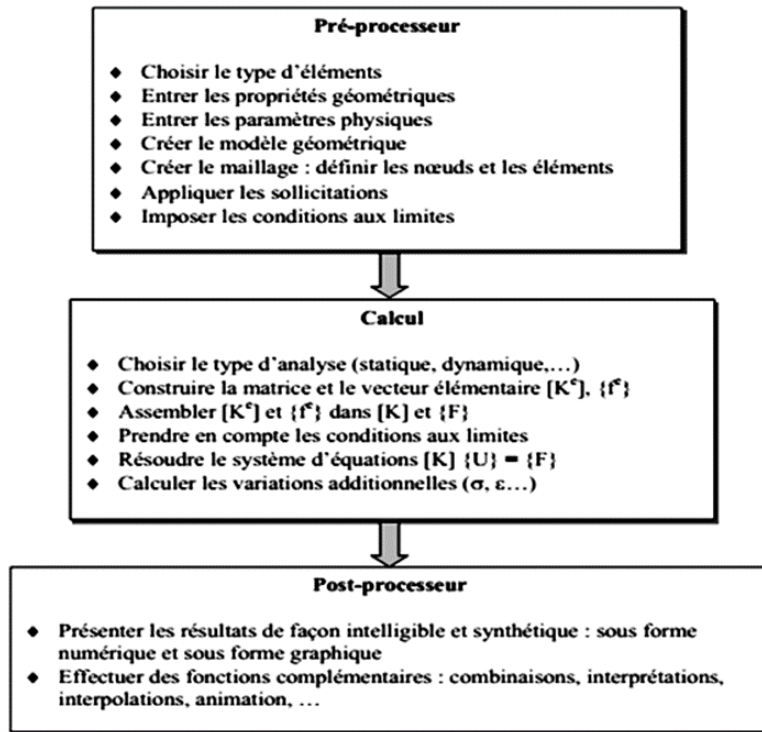 Pré-processeur
◆ Choisir le type d'éléments
◆ Entrer les propriétés géométriques
◆ Entrer les paramètres physiques
◆ Créer le modèle géométrique
◆ Créer le maillage : définir les nœuds et les éléments
◆ Appliquer les sollicitations
◆ Imposer les conditions aux limites
Calcul
◆ Choisir le type d'analyse (statique, dynamique,…)
◆ Construire la matrice et le vecteur élémentaire [Kᵉ], {fᵉ}
◆ Assembler [Kᵉ] et {fᵉ} dans [K] et {F}
◆ Prendre en compte les conditions aux limites
◆ Résoudre le système d'équations [K] {U} = {F}
◆ Calculer les variations additionnelles (σ, ε…)
Post-processeur
◆ Présenter les résultats de façon intelligible et synthétique : sous forme
numérique et sous forme graphique
◆ Effectuer des fonctions complémentaires : combinaisons, interprétations,
interpolations, animation, …